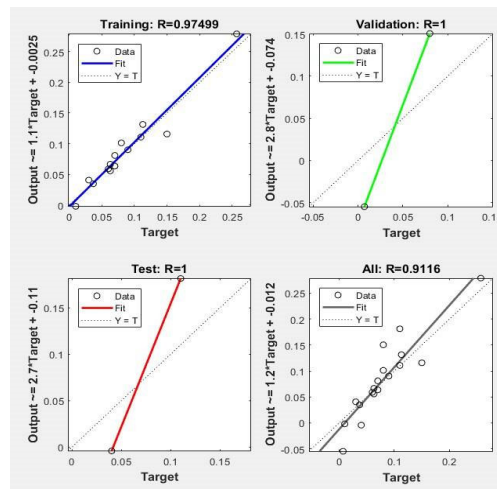 Training: R=0.97499
Output ~= 1.1*Target + -0.0025
0.25
0.2
0.15
0.1
0.05
0
Data
Fit
Y = T
0 0.05 0.1 0.15 0.2 0.25
Target
Validation: R=1
Output ~= 2.8*Target + -0.074
0.15
0.1
0.05
0
-0.05
Data
Fit
Y = T
-0.05 0 0.05 0.1 0.15
Target
Test: R=1
Output ~= 2.7*Target + -0.11
0.15
0.1
0.05
0
Data
Fit
Y = T
0 0.05 0.1 0.15
Target
All: R=0.9116
Output ~= 1.2*Target + -0.012
0.25
0.2
0.15
0.1
0.05
0
-0.05
Data
Fit
Y = T
0 0.1 0.2
Target